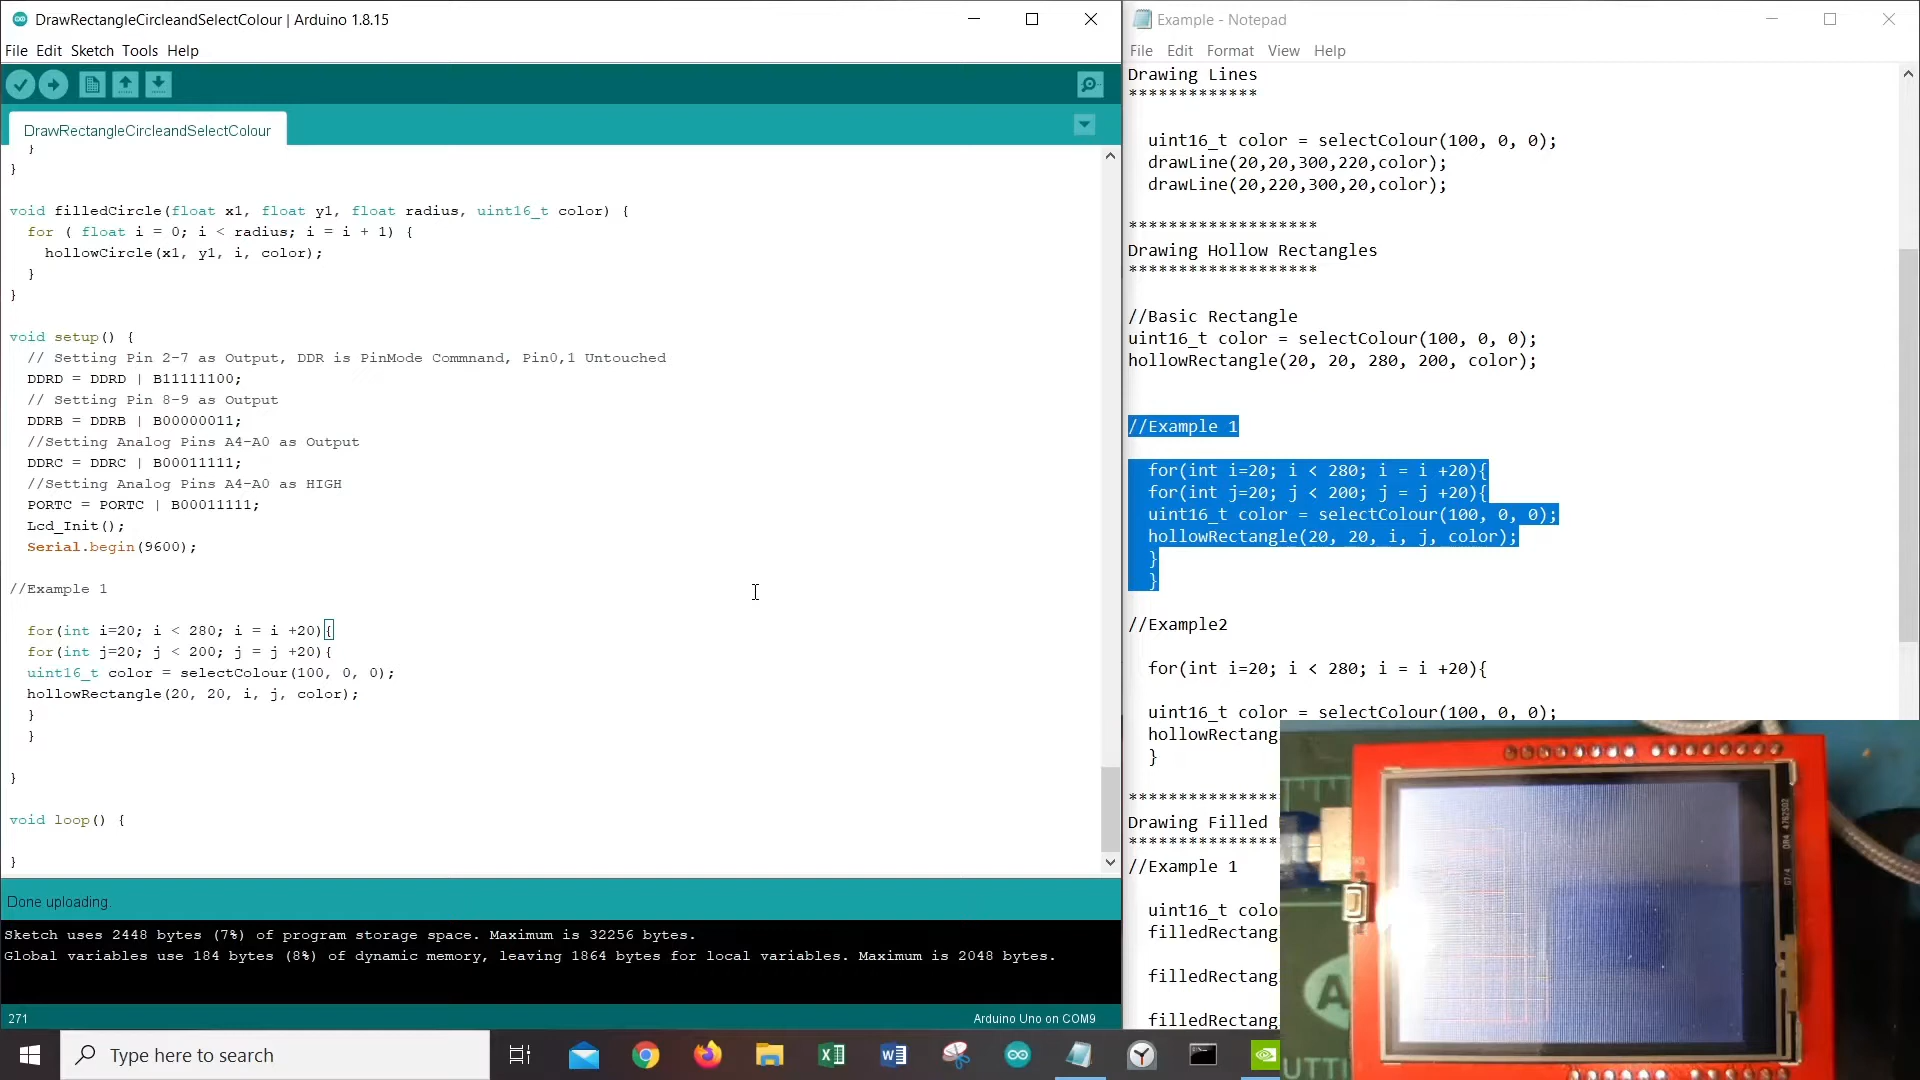 DrawRectangleCircleandSelectColour | Arduino 1.8.15
File Edit Sketch Tools Help
DrawRectangleCircleandSelectColour
}
}
void filledCircle(float x1, float y1, float radius, uint16_t color) {
for ( float i = 0; i < radius; i = i + 1) {
hollowCircle(x1, y1, i, color);
}
}
void setup() {
// Setting Pin 2-7 as Output, DDR is PinMode Commnand, Pin0,1 Untouched
DDRD = DDRD | B11111100;
// Setting Pin 8-9 as Output
DDRB = DDRB | B00000011;
//Setting Analog Pins A4-A0 as Output
DDRC = DDRC | B00011111;
//Setting Analog Pins A4-A0 as HIGH
PORTC = PORTC | B00011111;
Lcd_Init();
Serial.begin(9600);
//Example 1
for(int i=20; i < 280; i = i +20){
for(int j=20; j < 200; j = j +20){
uint16_t color = selectColour(100, 0, 0);
hollowRectangle(20, 20, i, j, color);
}
}
}
void loop() {
}
Done uploading.
Sketch uses 2448 bytes (7%) of program storage space. Maximum is 32256 bytes.
Global variables use 184 bytes (8%) of dynamic memory, leaving 1864 bytes for local variables. Maximum is 2048 bytes.
271
Arduino Uno on COM9
Example - Notepad
File Edit Format View Help
Drawing Lines
*************
uint16_t color = selectColour(100, 0, 0);
drawLine(20,20,300,220,color);
drawLine(20,220,300,20,color);
*******************
Drawing Hollow Rectangles
*******************
//Basic Rectangle
uint16_t color = selectColour(100, 0, 0);
hollowRectangle(20, 20, 280, 200, color);
//Example 1
for(int i=20; i < 280; i = i +20){
for(int j=20; j < 200; j = j +20){
uint16_t color = selectColour(100, 0, 0);
hollowRectangle(20, 20, i, j, color);
}
}
//Example2
for(int i=20; i < 280; i = i +20){
uint16_t color = selectColour(100, 0, 0);
hollowRectang
}
***************
Drawing Filled
***************
//Example 1
uint16_t colo
filledRectang
filledRectang
filledRectang
Type here to search